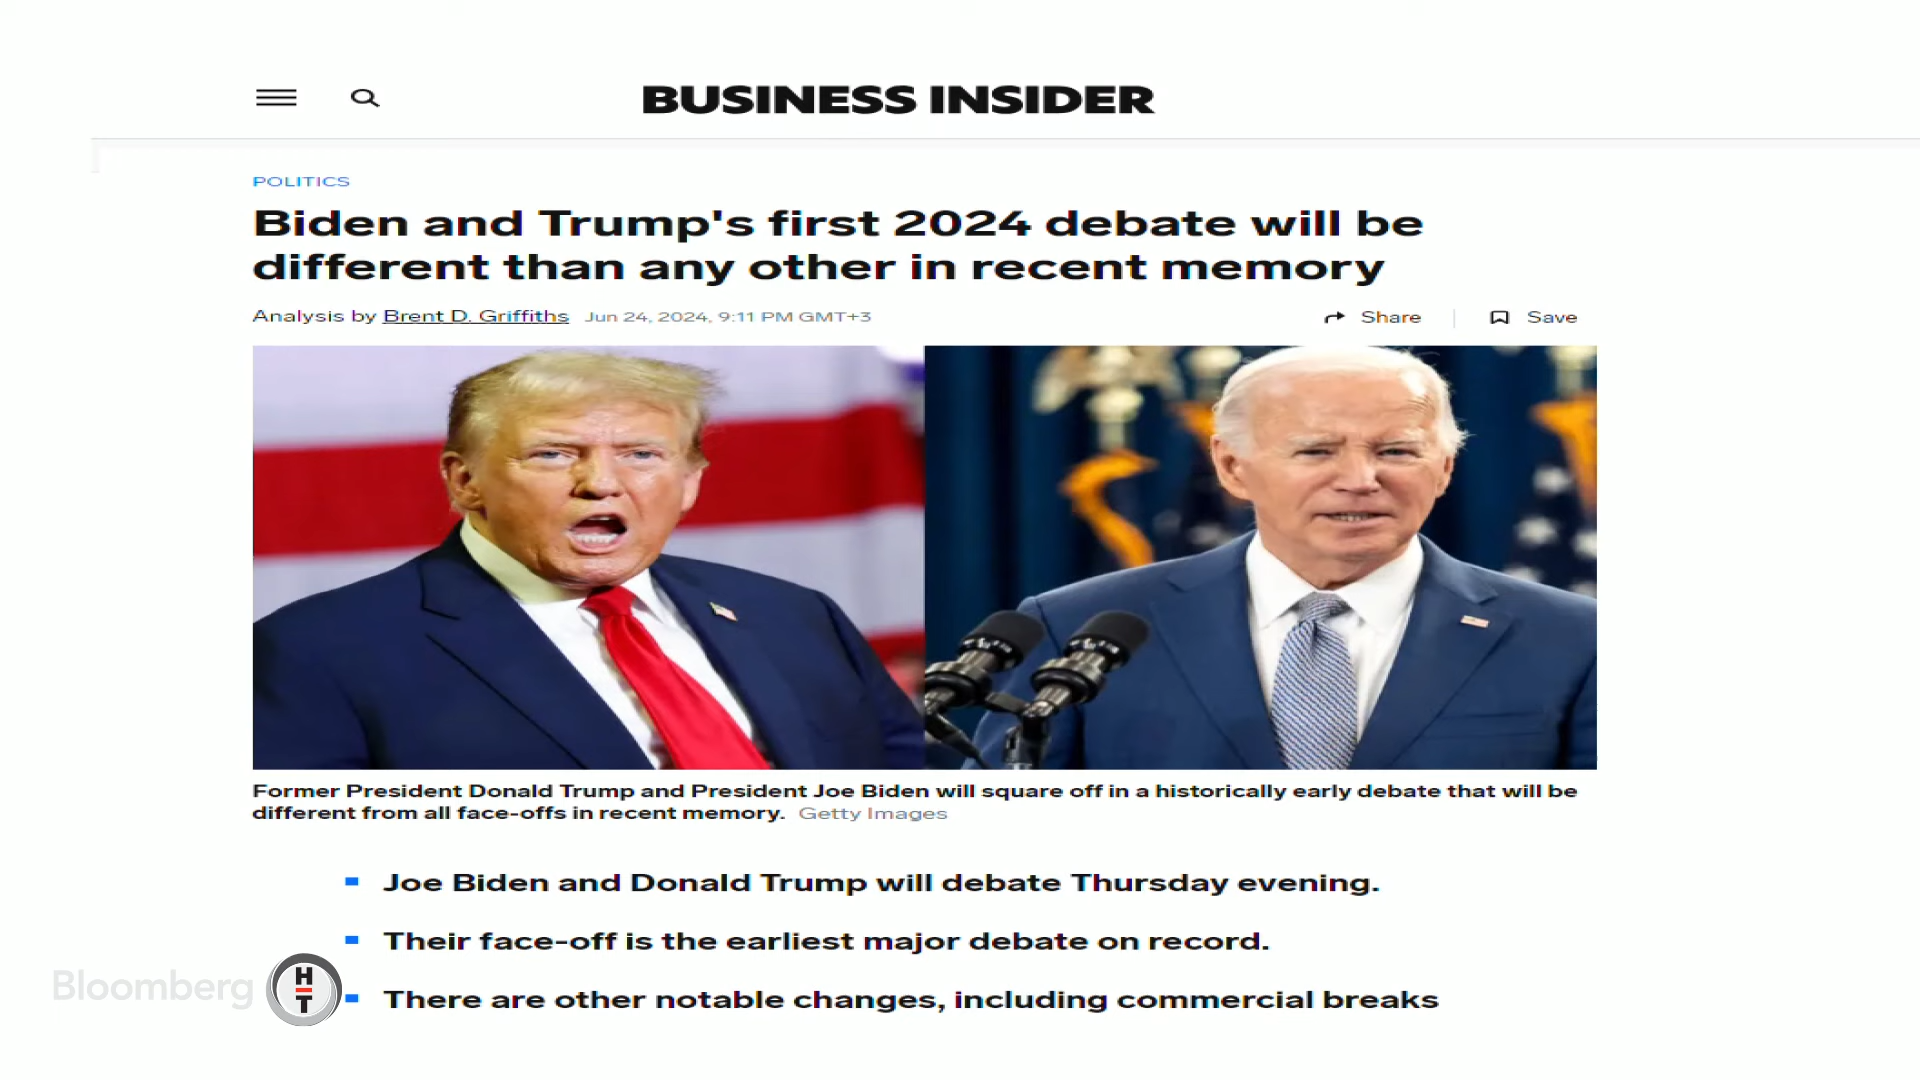 BUSINESS INSIDER
POLITICS
Biden and Trump's first 2024 debate will be
different than any other in recent memory
Analysis by Brent D. Griffiths Jun 24, 2024, 9:11 PM GMT+3
Share
Save
Former President Donald Trump and President Joe Biden will square off in a historically early debate that will be
different from all face-offs in recent memory. Getty Images
Joe Biden and Donald Trump will debate Thursday evening.
Their face-off is the earliest major debate on record.
There are other notable changes, including commercial breaks
Bloomberg HT